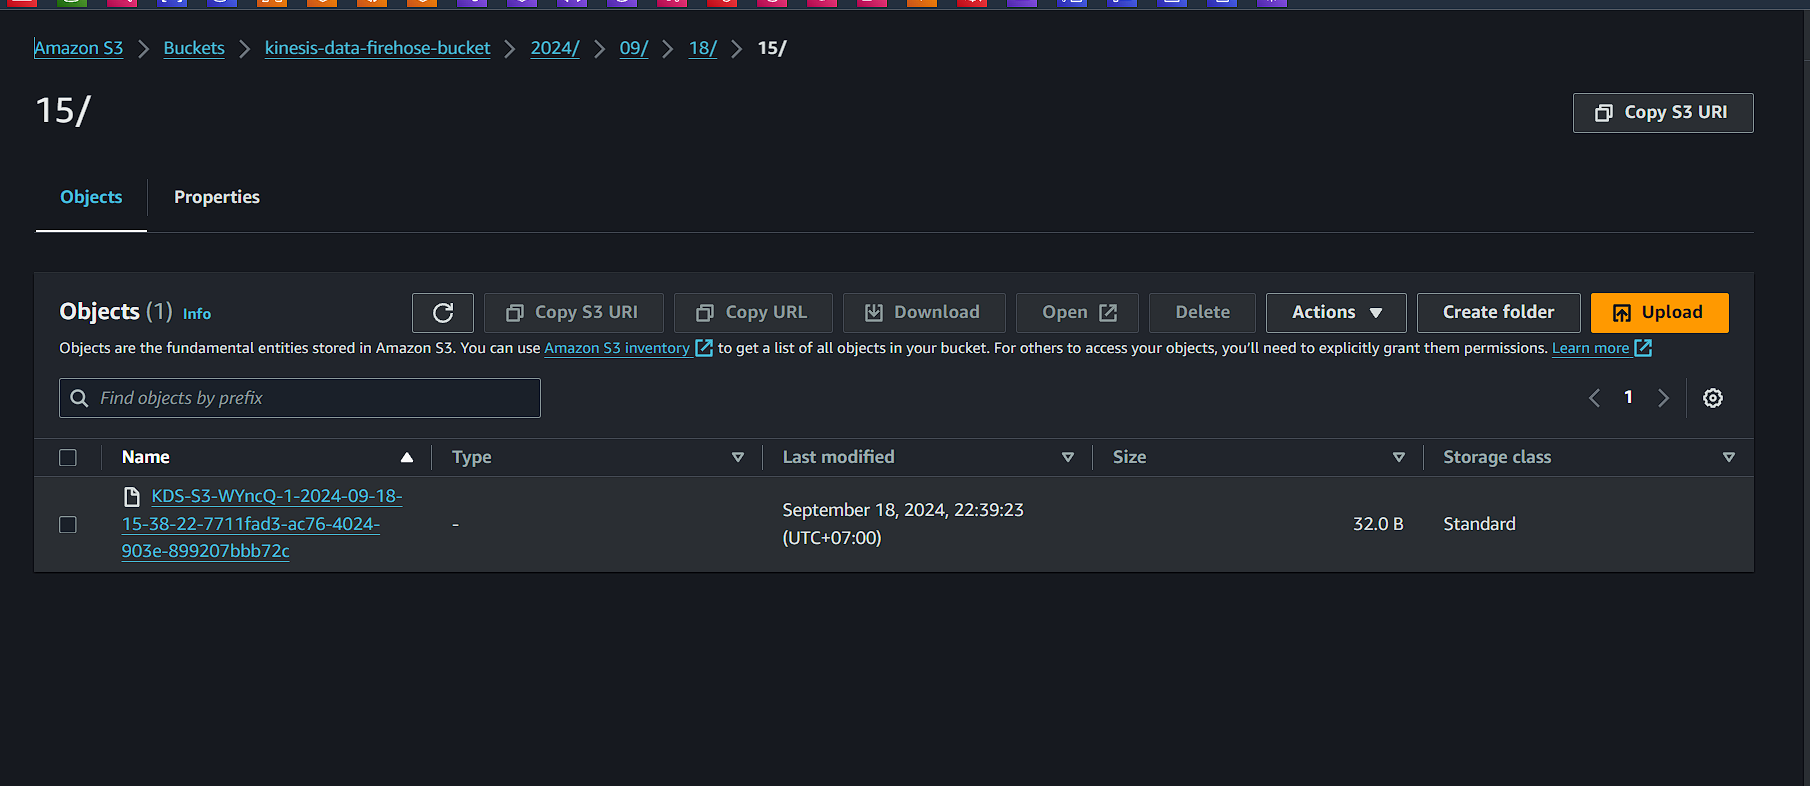 Amazon S3 > Buckets > kinesis-data-firehose-bucket > 2024/ > 09/ > 18/ > 15/
15/
Copy S3 URI
Objects
Properties
Objects (1) Info
Copy S3 URI
Copy URL
Download
Open
Delete
Actions
Create folder
Upload
Objects are the fundamental entities stored in Amazon S3. You can use Amazon S3 inventory to get a list of all objects in your bucket. For others to access your objects, you’ll need to explicitly grant them permissions. Learn more
Find objects by prefix
1
Name Type Last modified Size Storage class
KDS-S3-WYncQ-1-2024-09-18-
15-38-22-7711fad3-ac76-4024-
903e-899207bbb72c
-
September 18, 2024, 22:39:23
(UTC+07:00)
32.0 B
Standard